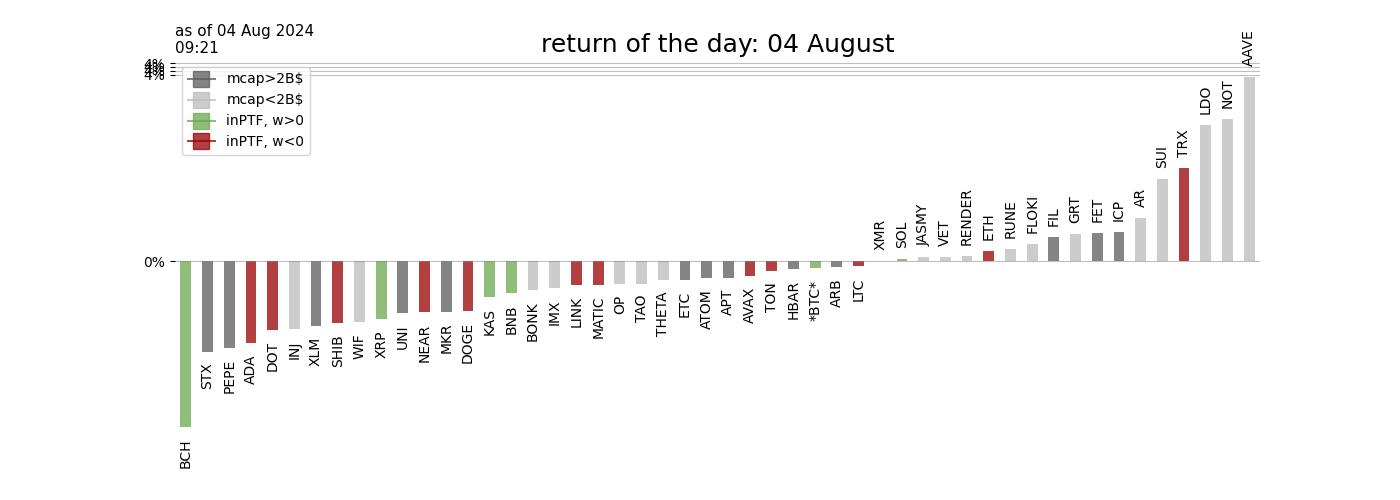 as of 04 Aug 2024
09:21
return of the day: 04 August
4%
4%
0%
mcap>2B$
mcap<2B$
inPTF, w>0
inPTF, w<0
BCH
STX
PEPE
ADA
DOT
INJ
XLM
SHIB
WIF
XRP
UNI
NEAR
MKR
DOGE
KAS
BNB
BONK
IMX
LINK
MATIC
OP
TAO
THETA
ETC
ATOM
APT
AVAX
TON
HBAR
*BTC*
ARB
LTC
XMR
SOL
JASMY
VET
RENDER
ETH
RUNE
FLOKI
FIL
GRT
FET
ICP
AR
SUI
TRX
LDO
NOT
AAVE